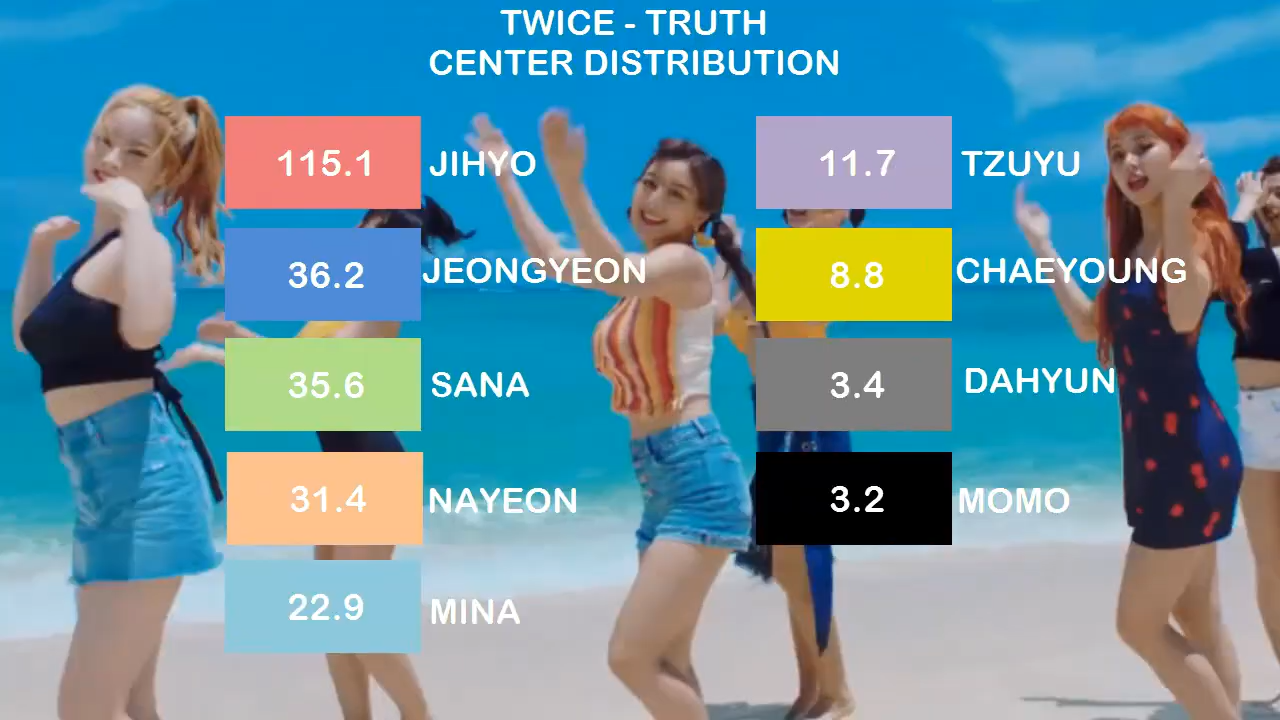 TWICE - TRUTH
CENTER DISTRIBUTION
115.1 JIHYO
36.2 JEONGYEON
35.6 SANA
31.4 NAYEON
22.9 MINA
11.7 TZUYU
8.8 CHAEYOUNG
3.4 DAHYUN
3.2 MOMO